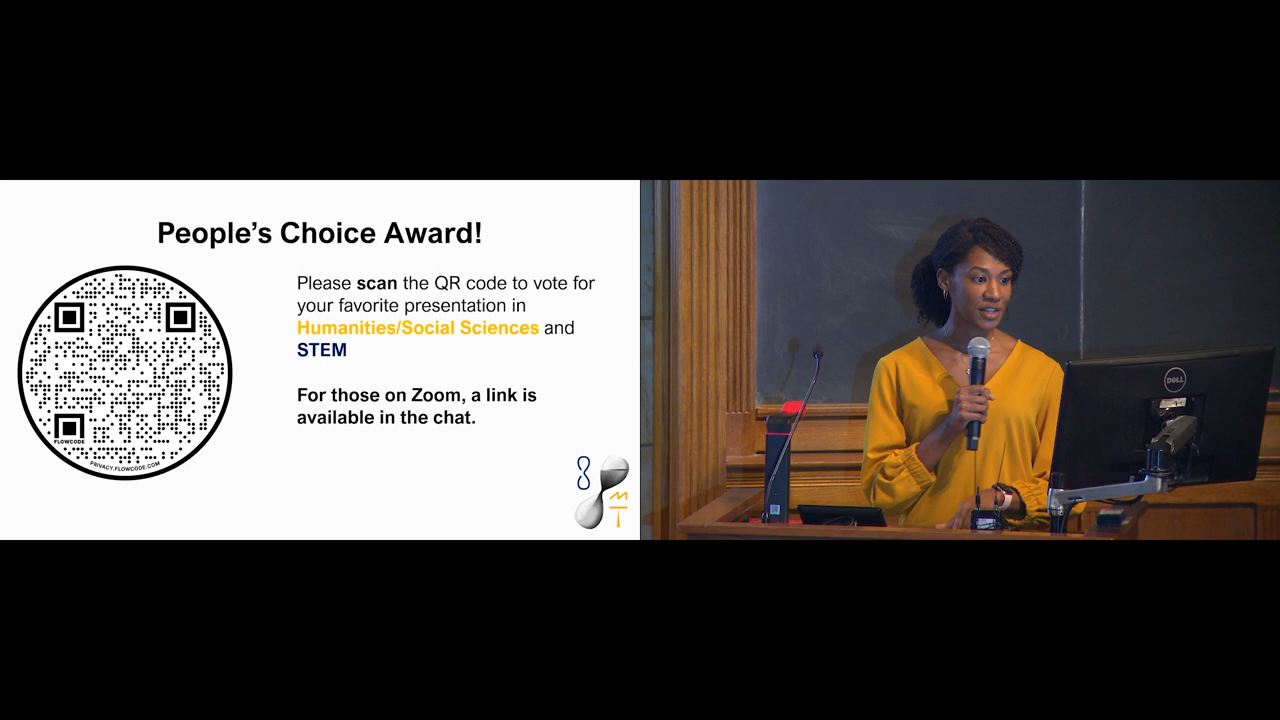 People's Choice Award!
Please scan the QR code to vote for
your favorite presentation in
Humanities/Social Sciences and
STEM
For those on Zoom, a link is
available in the chat.
FLOWCODE
PRIVACY.FLOWCODE.COM
8
M
T
DELL